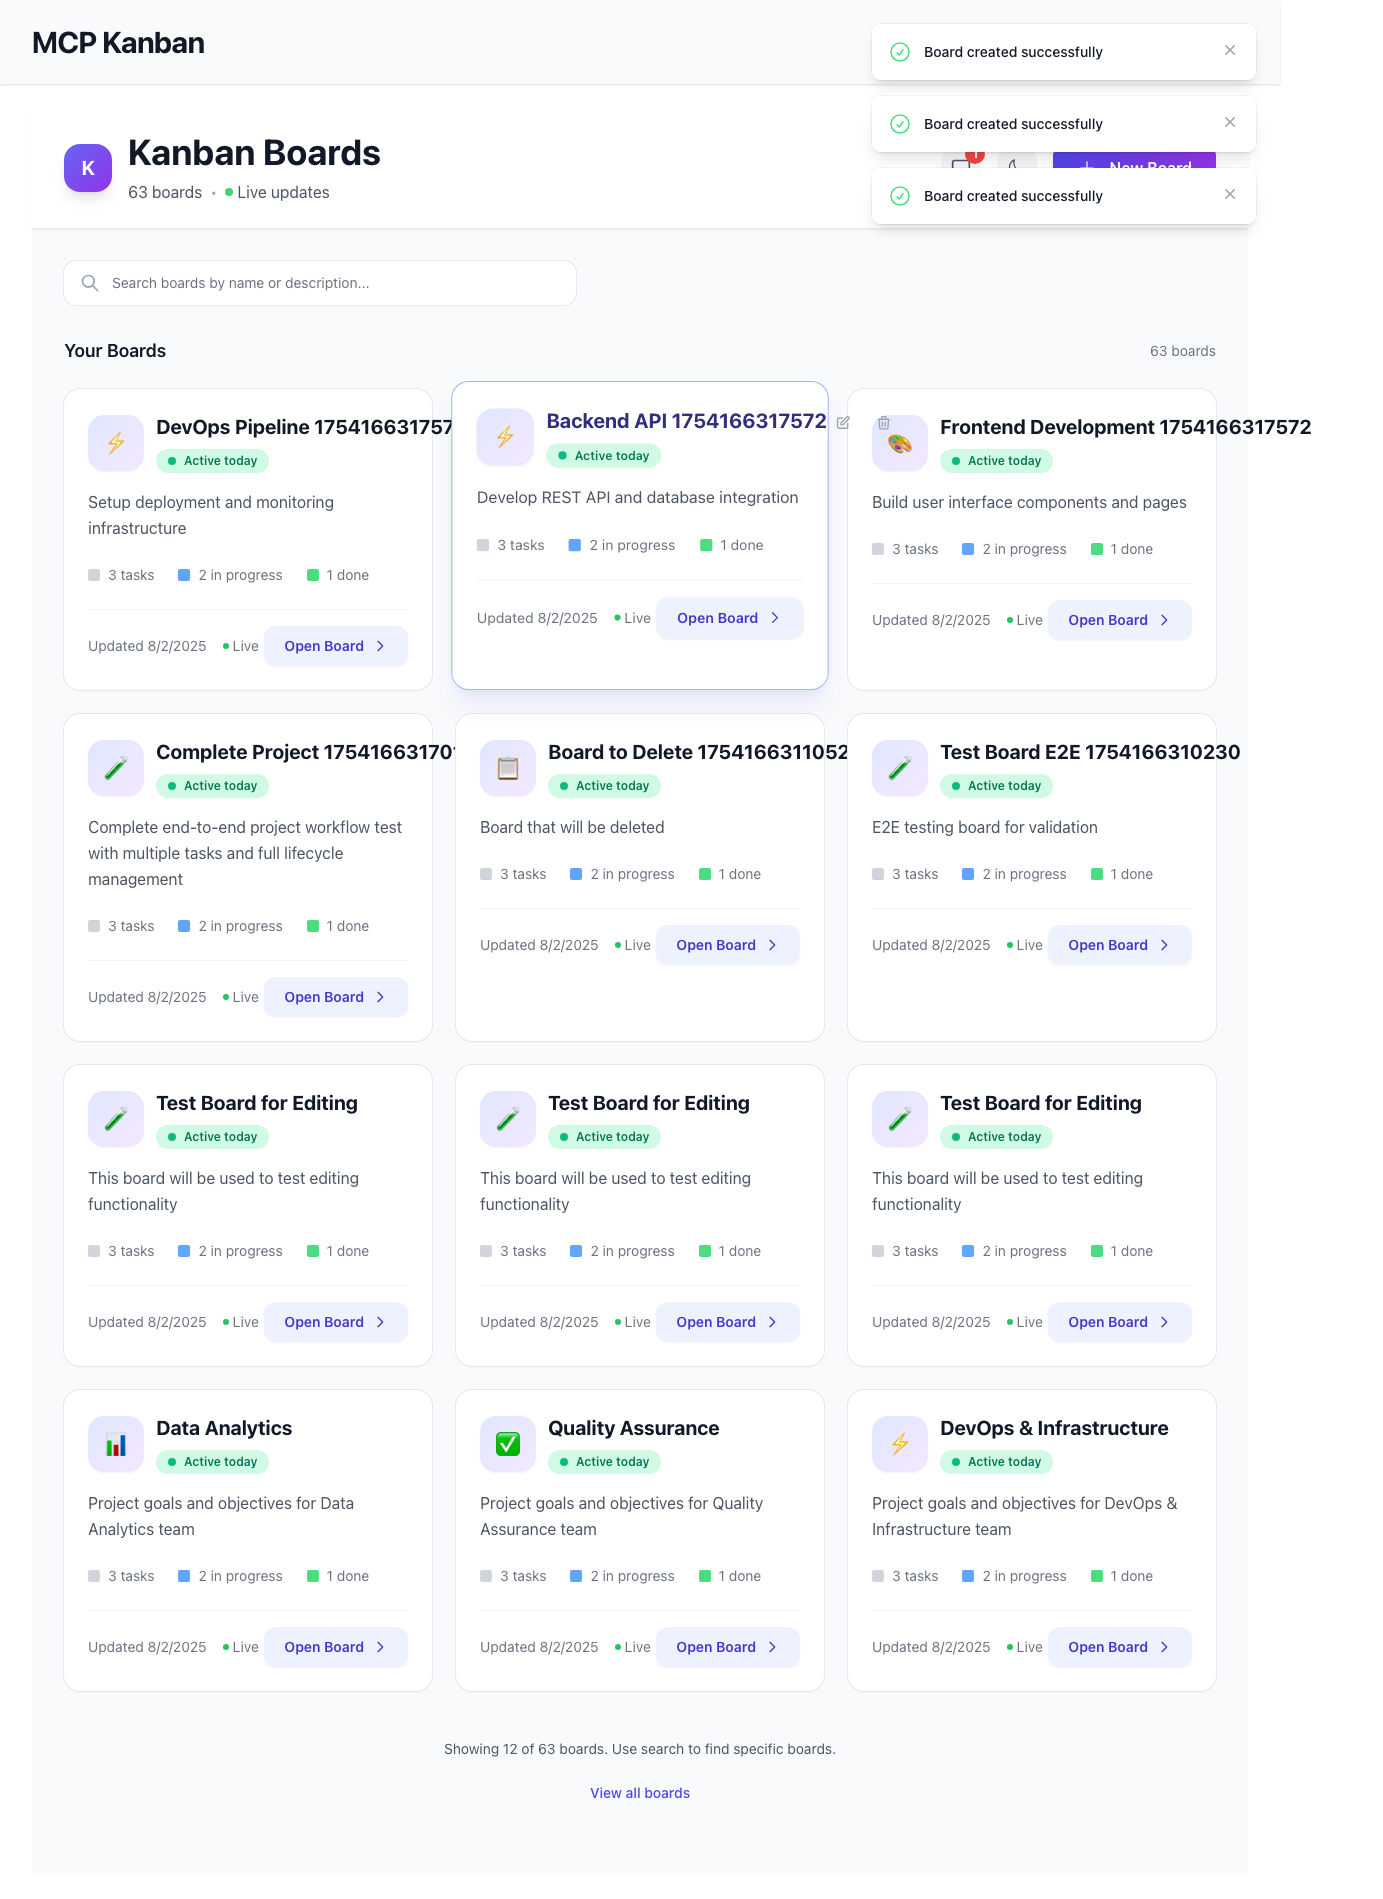 MCP Kanban
Board created successfully
Board created successfully
Board created successfully
K
Kanban Boards
63 boards • Live updates
New Board
Search boards by name or description...
Your Boards
63 boards
DevOps Pipeline 175416631757
Active today
Setup deployment and monitoring
infrastructure
3 tasks 2 in progress 1 done
Updated 8/2/2025 Live Open Board
Backend API 1754166317572
Active today
Develop REST API and database integration
3 tasks 2 in progress 1 done
Updated 8/2/2025 Live Open Board
Frontend Development 1754166317572
Active today
Build user interface components and pages
3 tasks 2 in progress 1 done
Updated 8/2/2025 Live Open Board
Complete Project 175416631701
Active today
Complete end-to-end project workflow test
with multiple tasks and full lifecycle
management
3 tasks 2 in progress 1 done
Updated 8/2/2025 Live Open Board
Board to Delete 1754166311052
Active today
Board that will be deleted
3 tasks 2 in progress 1 done
Updated 8/2/2025 Live Open Board
Test Board E2E 1754166310230
Active today
E2E testing board for validation
3 tasks 2 in progress 1 done
Updated 8/2/2025 Live Open Board
Test Board for Editing
Active today
This board will be used to test editing
functionality
3 tasks 2 in progress 1 done
Updated 8/2/2025 Live Open Board
Test Board for Editing
Active today
This board will be used to test editing
functionality
3 tasks 2 in progress 1 done
Updated 8/2/2025 Live Open Board
Test Board for Editing
Active today
This board will be used to test editing
functionality
3 tasks 2 in progress 1 done
Updated 8/2/2025 Live Open Board
Data Analytics
Active today
Project goals and objectives for Data
Analytics team
3 tasks 2 in progress 1 done
Updated 8/2/2025 Live Open Board
Quality Assurance
Active today
Project goals and objectives for Quality
Assurance team
3 tasks 2 in progress 1 done
Updated 8/2/2025 Live Open Board
DevOps & Infrastructure
Active today
Project goals and objectives for DevOps &
Infrastructure team
3 tasks 2 in progress 1 done
Updated 8/2/2025 Live Open Board
Showing 12 of 63 boards. Use search to find specific boards.
View all boards